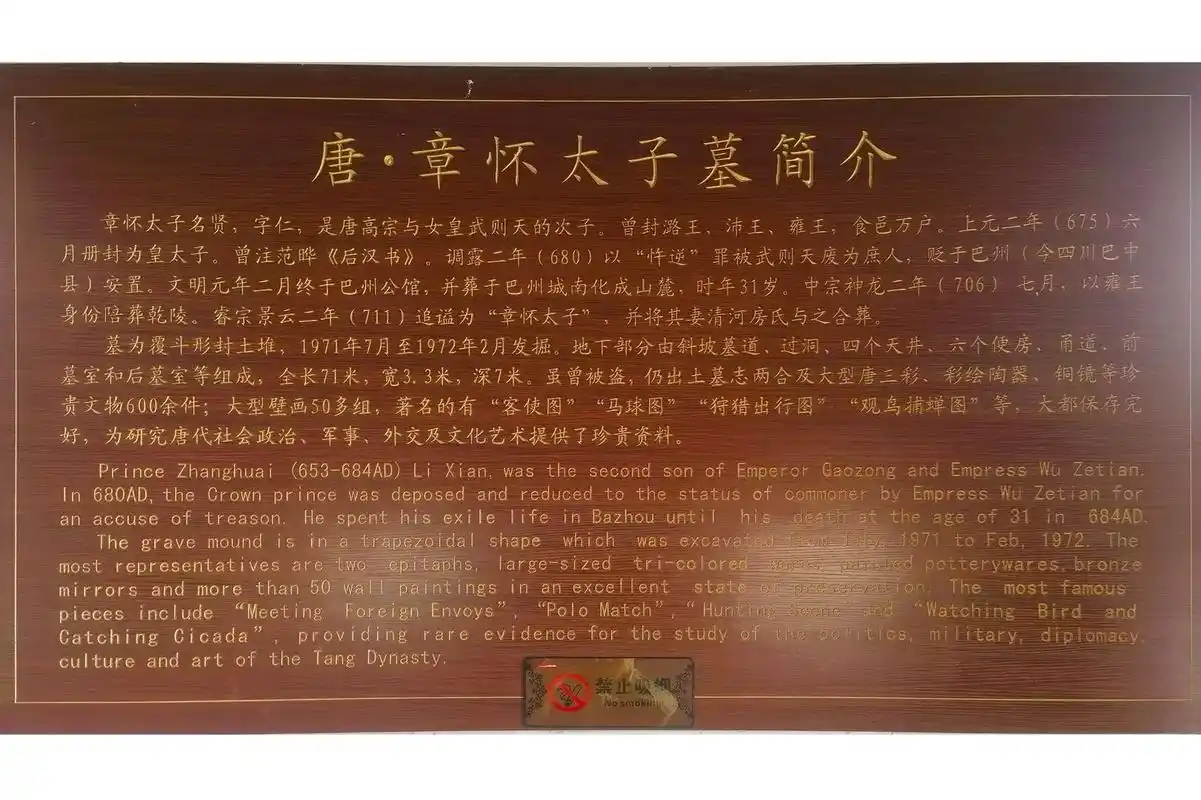 唐·章怀太子墓简介
章怀太子名贤，字仁，是唐高宗与女皇武则天的次子。曾封潞王、沛王、雍王，食邑万户。上元二年（675）六
月册封为皇太子。曾注范晔《后汉书》。调露二年（680）以“忤逆”罪被武则天废为庶人，贬于巴州（今四川巴中
县）安置。文明元年二月终于巴州公馆，并葬于巴州城南化成山麓，时年31岁。中宗神龙二年（706） 七月，以雍王
身份陪葬乾陵。睿宗景云二年（711）追谥为“章怀太子”，并将其妻清河房氏与之合葬。
墓为覆斗形封土堆，1971年7月至1972年2月发掘。地下部分由斜坡墓道、过洞、四个天井、六个便房、甬道、前
墓室和后墓室等组成，全长71米，宽3.3米，深7米。虽曾被盗，仍出土墓志两合及大型唐三彩、彩绘陶器、铜镜等珍
贵文物600余件；大型壁画50多组，著名的有“客使图”“马球图”“狩猎出行图”“观鸟捕蝉图”等，大都保存完
好，为研究唐代社会政治、军事、外交及文化艺术提供了珍贵资料。
Prince Zhanghuai (653-684AD) Li Xian, was the second son of Emperor Gaozong and Empress Wu Zetian.
In 680AD, the Crown prince was deposed and reduced to the status of commoner by Empress Wu Zetian for
an accuse of treason. He spent his exile life in Bazhou until his death at the age of 31 in 684AD.
The grave mound is in a trapezoidal shape which was excavated from July, 1971 to Feb, 1972. The
most representatives are two epitaphs, large-sized tri-colored wares, painted potterywares, bronze
mirrors and more than 50 wall paintings in an excellent state of preservation. The most famous
pieces include “Meeting Foreign Envoys”, “Polo Match”, “Hunting Scene and “Watching Bird and
Catching Cicada”, providing rare evidence for the study of the politics, military, diplomacy,
culture and art of the Tang Dynasty.
禁止吸烟
No smoking